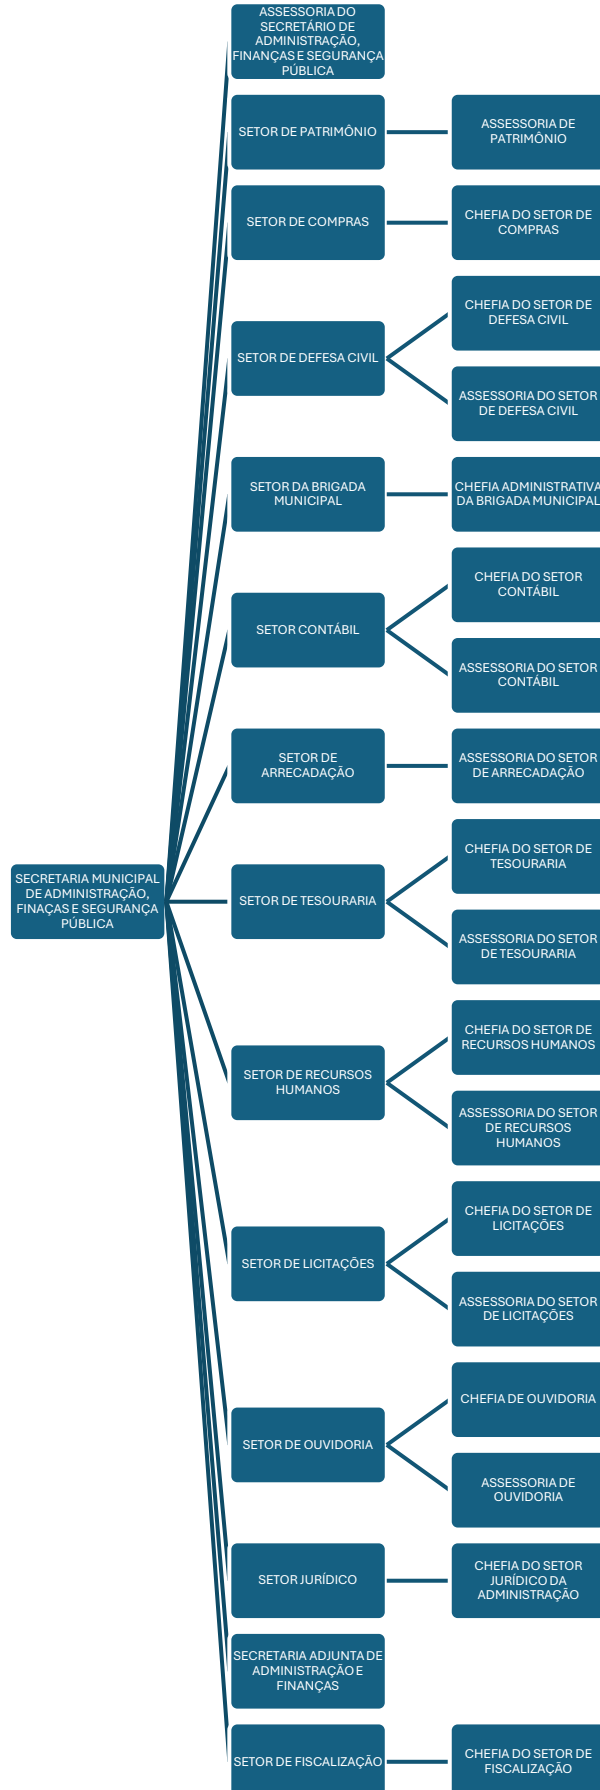 ASSESSORIA DO
SECRETÁRIO DE
ADMINISTRAÇÃO,
FINANÇAS E SEGURANÇA
PÚBLICA
SETOR DE PATRIMÔNIO
ASSESSORIA DE
PATRIMÔNIO
SETOR DE COMPRAS
CHEFIA DO SETOR DE
COMPRAS
SETOR DE DEFESA CIVIL
CHEFIA DO SETOR DE
DEFESA CIVIL
ASSESSORIA DO SETOR
DE DEFESA CIVIL
SETOR DA BRIGADA
MUNICIPAL
CHEFIA ADMINISTRATIVA
DA BRIGADA MUNICIPAL
SETOR CONTÁBIL
CHEFIA DO SETOR
CONTÁBIL
ASSESSORIA DO SETOR
CONTÁBIL
SETOR DE
ARRECADAÇÃO
ASSESSORIA DO SETOR
DE ARRECADAÇÃO
SECRETARIA MUNICIPAL
DE ADMINISTRAÇÃO,
FINAÇAS E SEGURANÇA
PÚBLICA
SETOR DE TESOURARIA
CHEFIA DO SETOR DE
TESOURARIA
ASSESSORIA DO SETOR
DE TESOURARIA
SETOR DE RECURSOS
HUMANOS
CHEFIA DO SETOR DE
RECURSOS HUMANOS
ASSESSORIA DO SETOR
DE RECURSOS
HUMANOS
SETOR DE LICITAÇÕES
CHEFIA DO SETOR DE
LICITAÇÕES
ASSESSORIA DO SETOR
DE LICITAÇÕES
SETOR DE OUVIDORIA
CHEFIA DE OUVIDORIA
ASSESSORIA DE
OUVIDORIA
SETOR JURÍDICO
CHEFIA DO SETOR
JURÍDICO DA
ADMINISTRAÇÃO
SECRETARIA ADJUNTA DE
ADMINISTRAÇÃO E
FINANÇAS
SETOR DE FISCALIZAÇÃO
CHEFIA DO SETOR DE
FISCALIZAÇÃO